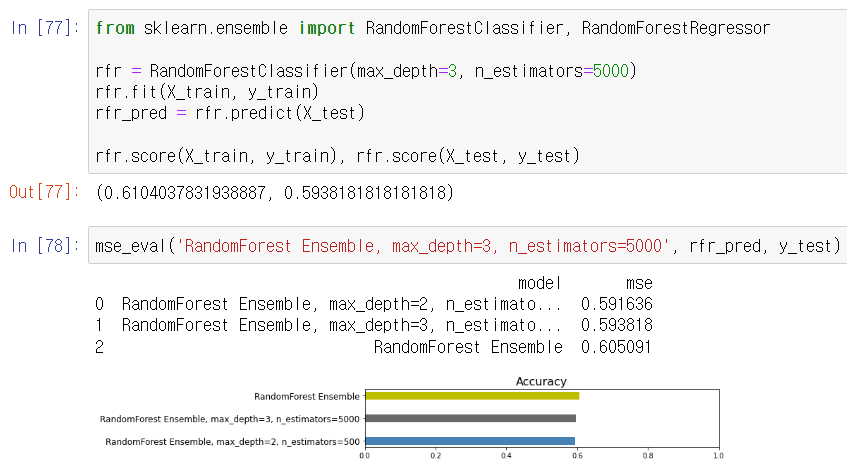 In [77]: from sklearn.ensemble import RandomForestClassifier, RandomForestRegressor
rfr = RandomForestClassifier(max_depth=3, n_estimators=5000)
rfr.fit(X_train, y_train)
rfr_pred = rfr.predict(X_test)
rfr.score(X_train, y_train), rfr.score(X_test, y_test)
Out[77]: (0.6104037831938887, 0.5938181818181818)
In [78]: mse_eval('RandomForest Ensemble, max_depth=3, n_estimators=5000', rfr_pred, y_test)
model mse
0 RandomForest Ensemble, max_depth=2, n_estimato... 0.591636
1 RandomForest Ensemble, max_depth=3, n_estimato... 0.593818
2 RandomForest Ensemble 0.605091
Accuracy
RandomForest Ensemble
RandomForest Ensemble, max_depth=3, n_estimators=5000
RandomForest Ensemble, max_depth=2, n_estimators=500
0.0 0.2 0.4 0.6 0.8 1.0